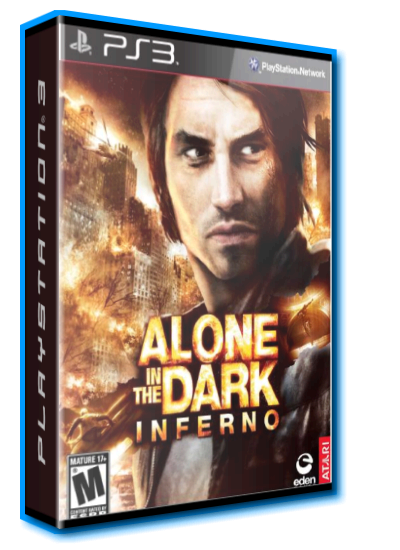 PLAYSTATION®3
PS3
PlayStation®Network
ALONE
IN THE
DARK
INFERNO
MATURE 17+
M
CONTENT RATED BY
ESRB
eden
ATARI